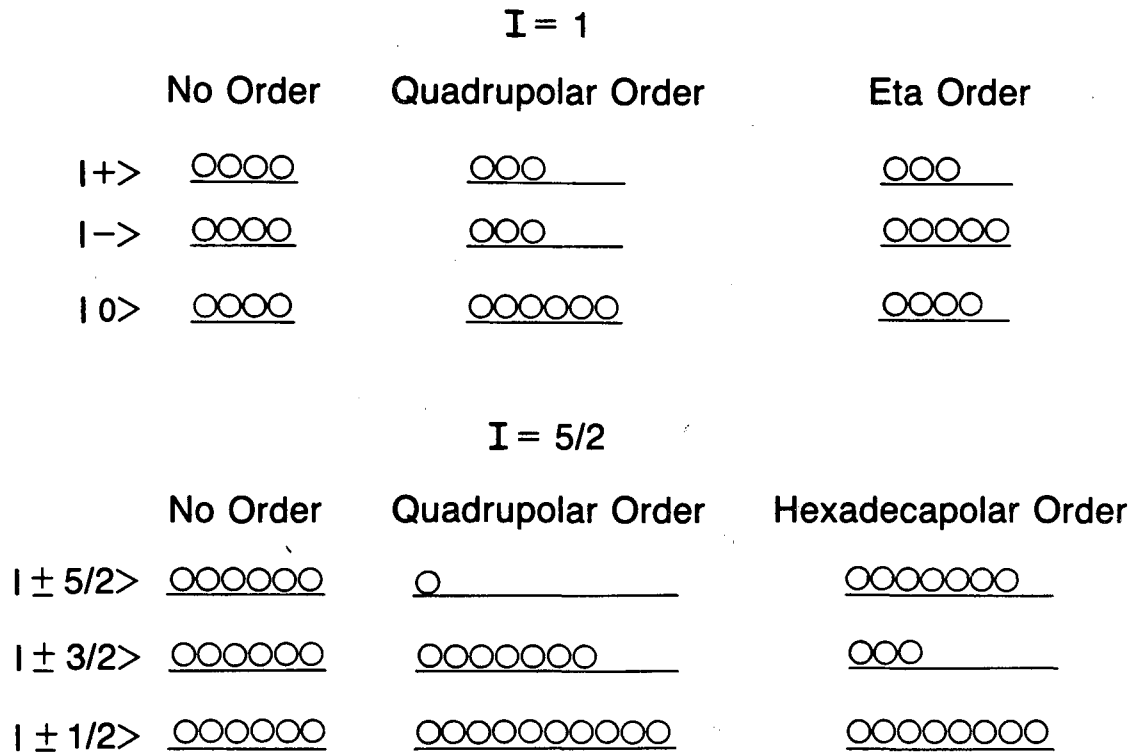 I = 1
No Order Quadrupolar Order Eta Order
|+>
|−>
|0>
I = 5/2
No Order Quadrupolar Order Hexadecapolar Order
|± 5/2>
|± 3/2>
|± 1/2>